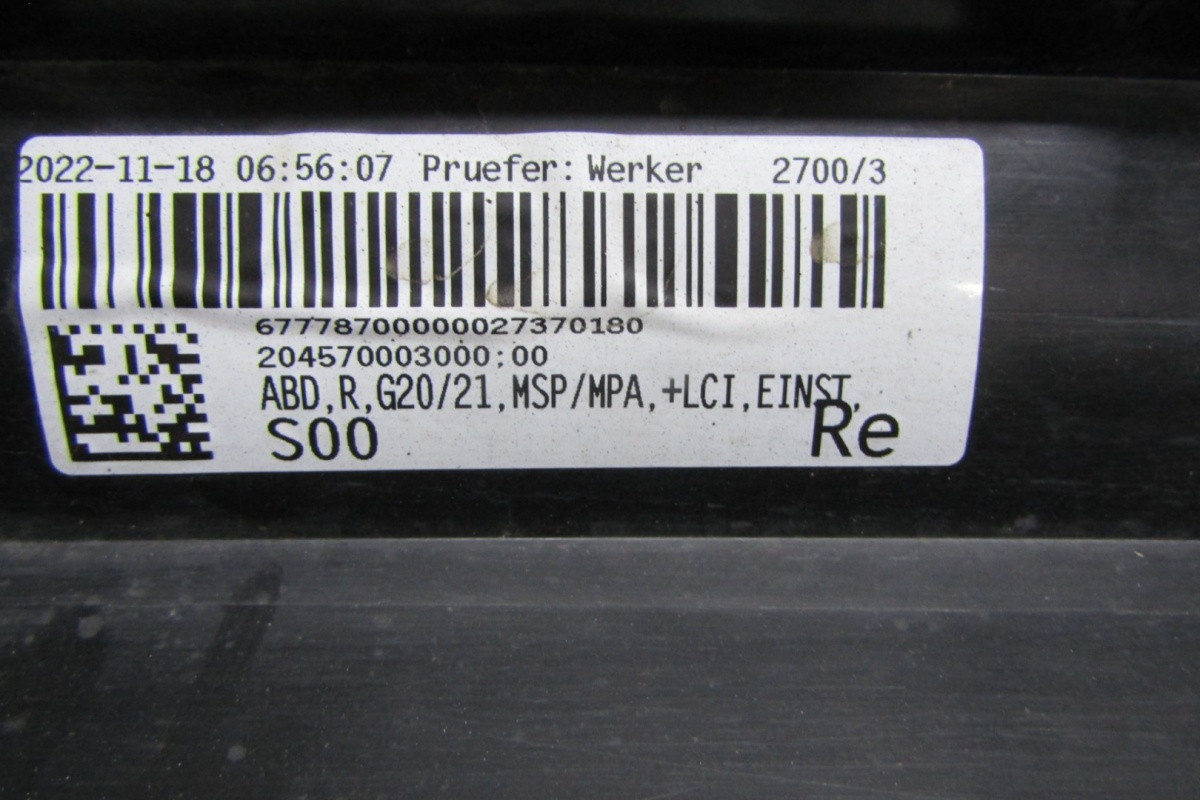 2022-11-18 06:56:07 Pruefer: Werker 2700/3
67778700000027370180
204570003000;00
ABD,R,G20/21,MSP/MPA,+LCI,EINST,
S00 Re